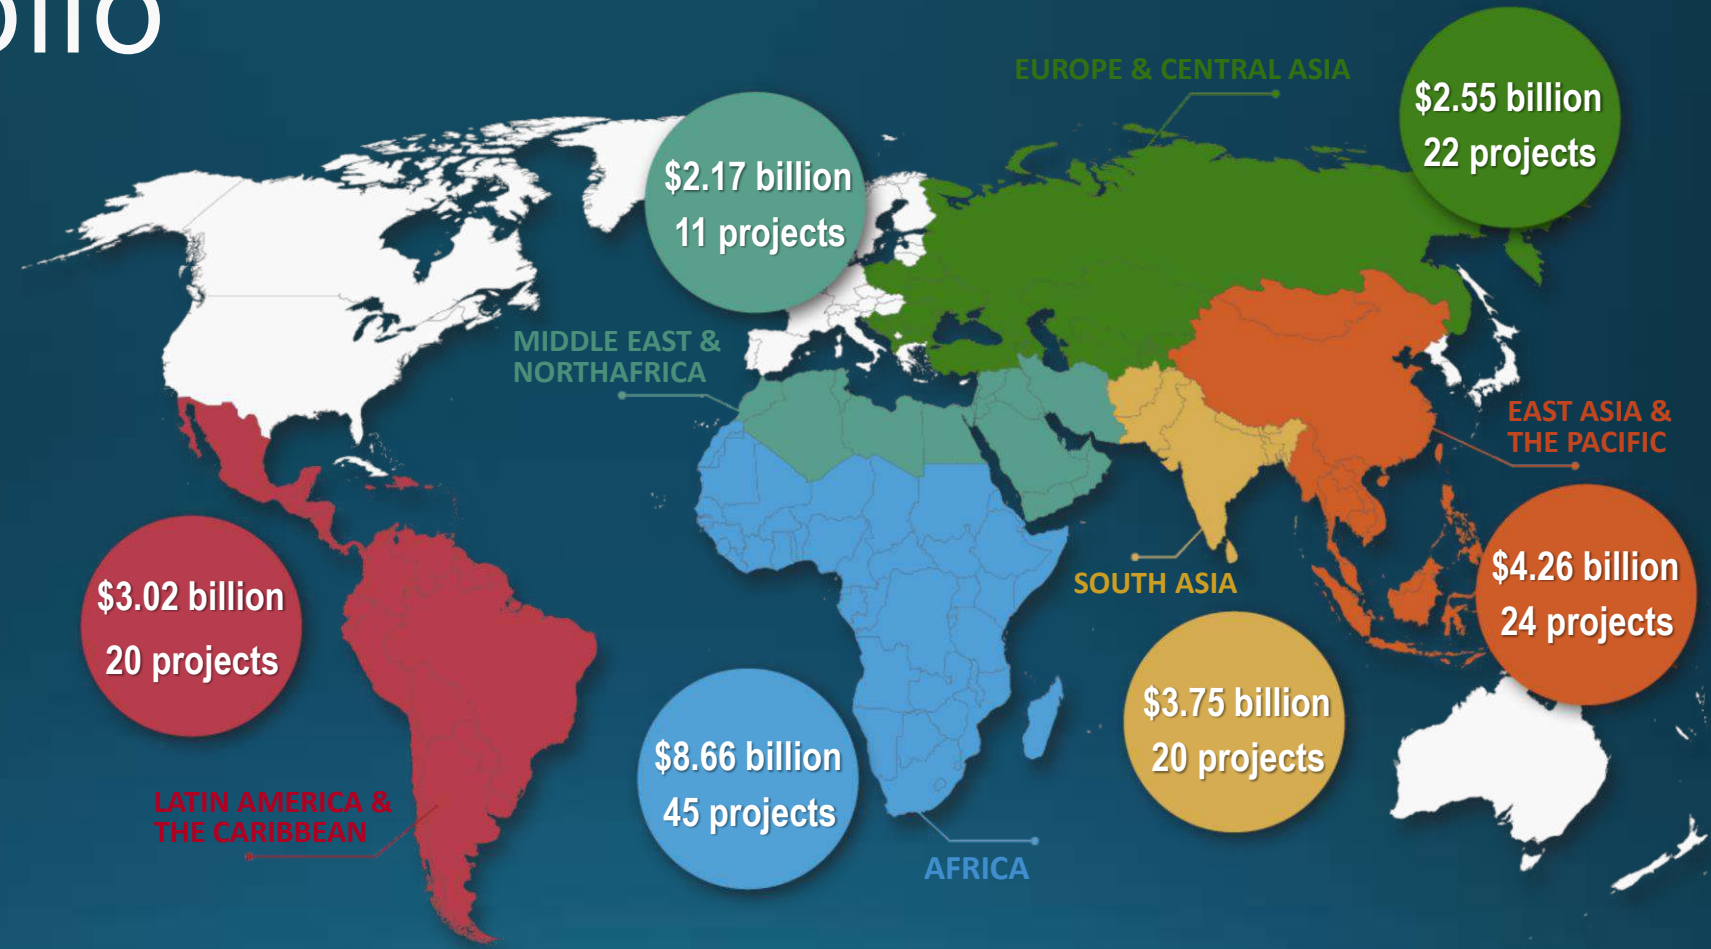 EUROPE & CENTRAL ASIA
$2.55 billion
22 projects
$2.17 billion
11 projects
MIDDLE EAST &
NORTHAFRICA
EAST ASIA &
THE PACIFIC
$4.26 billion
24 projects
SOUTH ASIA
$3.75 billion
20 projects
$3.02 billion
20 projects
LATIN AMERICA &
THE CARIBBEAN
$8.66 billion
45 projects
AFRICA